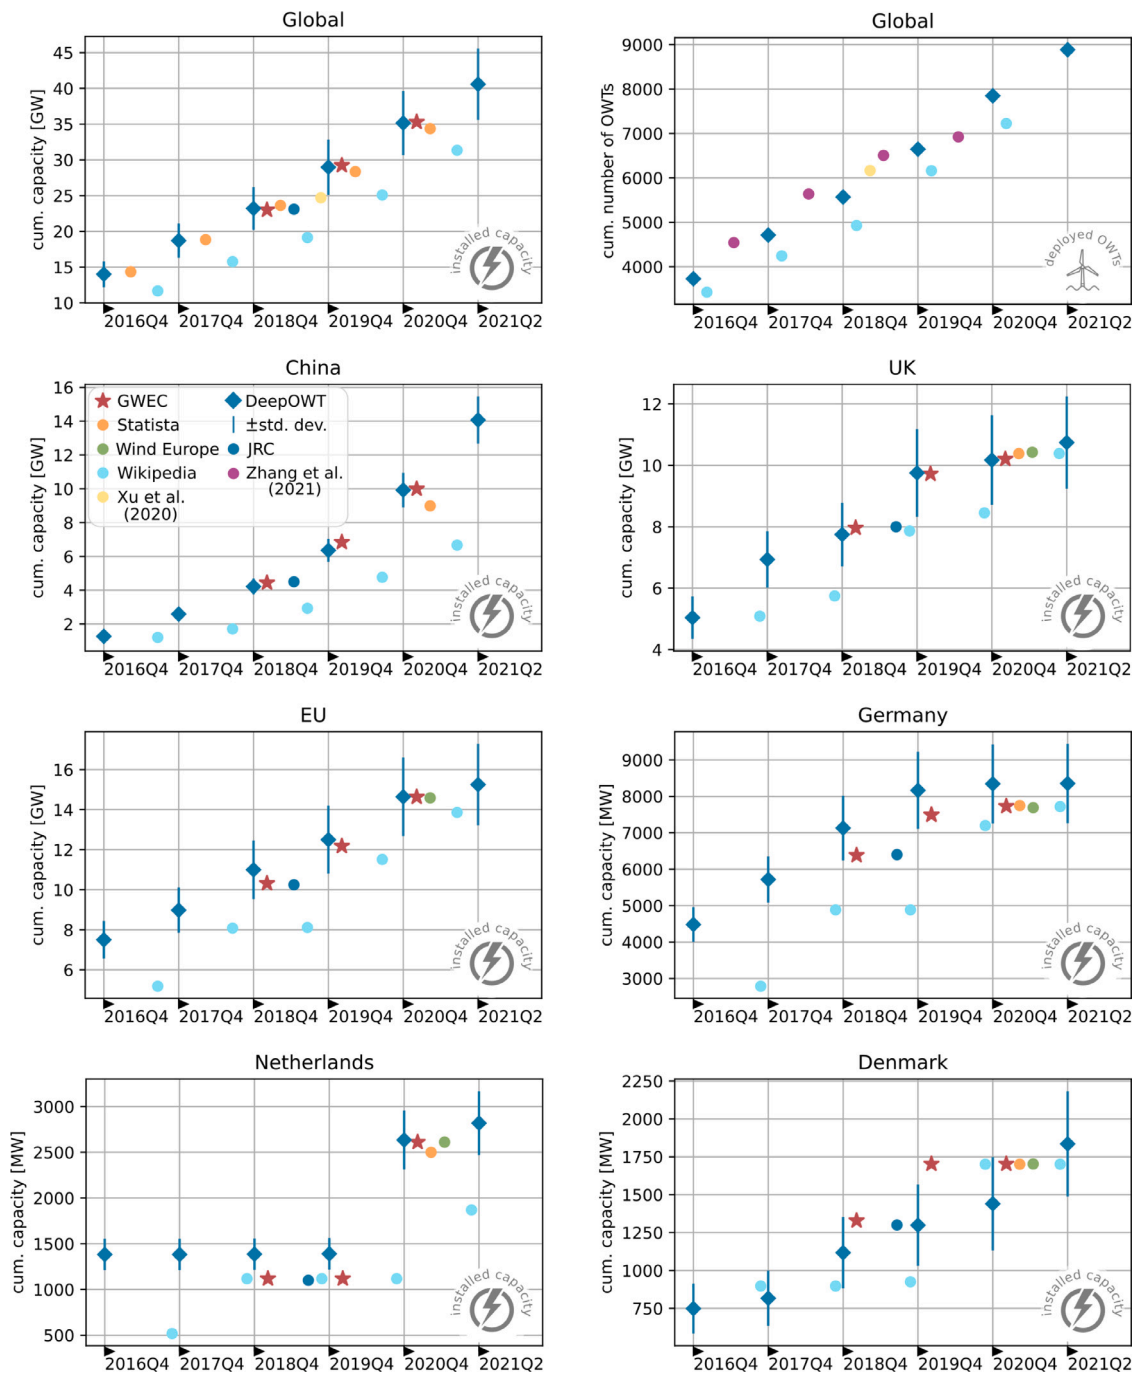 Global
cum. capacity [GW]
45
40
35
30
25
20
15
10
installed capacity
2016Q4 2017Q4 2018Q4 2019Q4 2020Q4 2021Q2
Global
cum. number of OWTs
9000
8000
7000
6000
5000
4000
deployed OWTs
2016Q4 2017Q4 2018Q4 2019Q4 2020Q4 2021Q2
China
cum. capacity [GW]
16
14
12
10
8
6
4
2
GWEC
Statista
Wind Europe
Wikipedia
Xu et al.
(2020)
DeepOWT
±std. dev.
JRC
Zhang et al.
(2021)
installed capacity
2016Q4 2017Q4 2018Q4 2019Q4 2020Q4 2021Q2
UK
cum. capacity [GW]
12
10
8
6
4
installed capacity
2016Q4 2017Q4 2018Q4 2019Q4 2020Q4 2021Q2
EU
cum. capacity [GW]
16
14
12
10
8
6
installed capacity
2016Q4 2017Q4 2018Q4 2019Q4 2020Q4 2021Q2
Germany
cum. capacity [MW]
9000
8000
7000
6000
5000
4000
3000
installed capacity
2016Q4 2017Q4 2018Q4 2019Q4 2020Q4 2021Q2
Netherlands
cum. capacity [MW]
3000
2500
2000
1500
1000
500
installed capacity
2016Q4 2017Q4 2018Q4 2019Q4 2020Q4 2021Q2
Denmark
cum. capacity [MW]
2250
2000
1750
1500
1250
1000
750
installed capacity
2016Q4 2017Q4 2018Q4 2019Q4 2020Q4 2021Q2